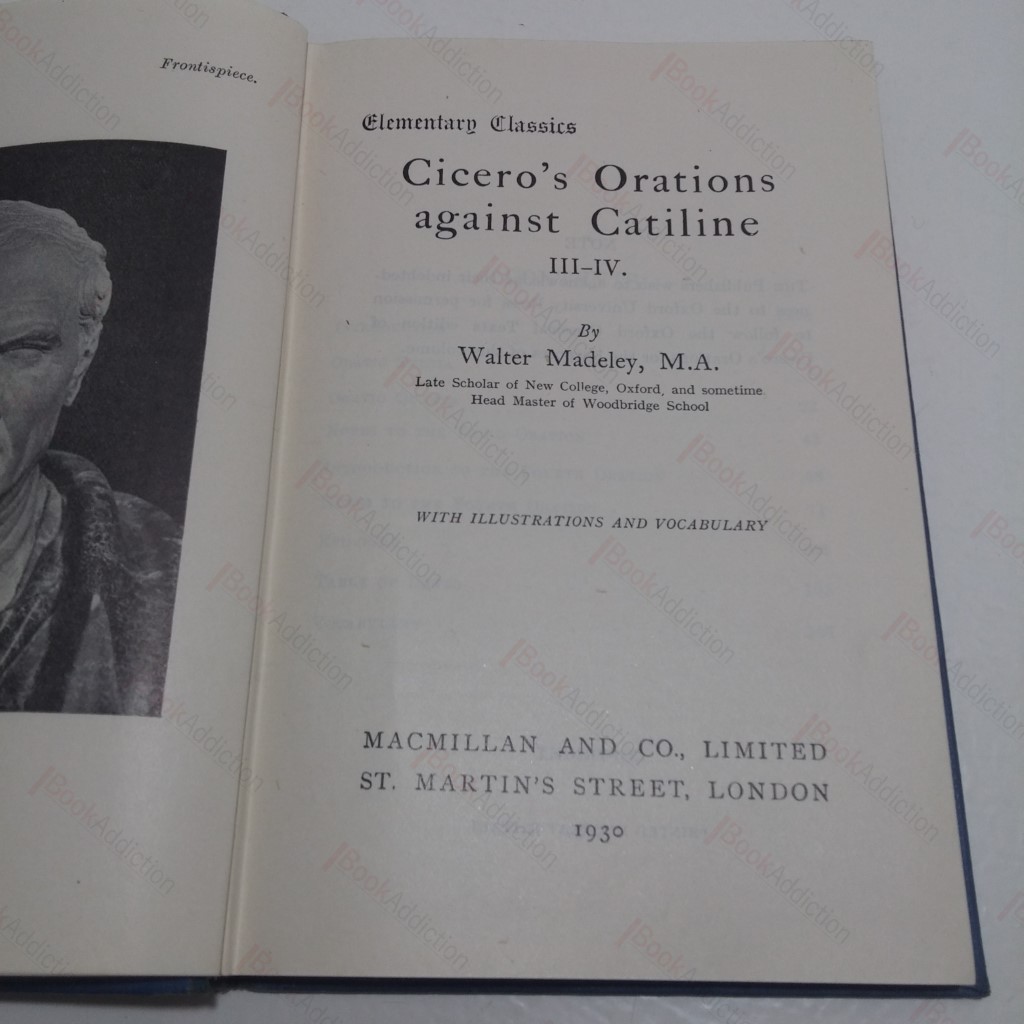 Frontispiece.
Elementary Classics
Cicero's Orations
against Catiline
III–IV.
By
Walter Madeley, M.A.
Late Scholar of New College, Oxford, and sometime
Head Master of Woodbridge School
WITH ILLUSTRATIONS AND VOCABULARY
MACMILLAN AND CO., LIMITED
ST. MARTIN'S STREET, LONDON
1930
BookAddiction